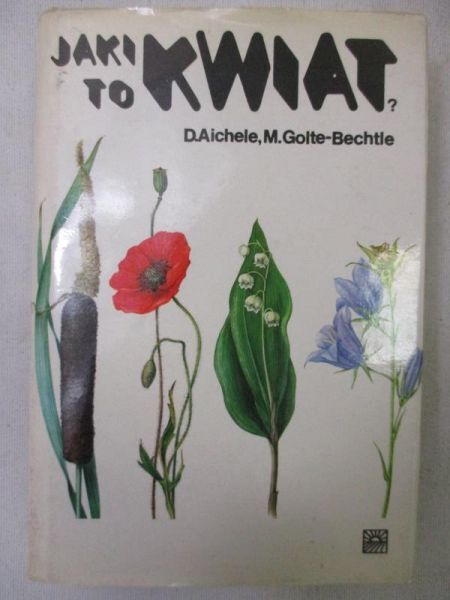 JAKI
TO KWIAT?
D.Aichele, M.Golte-Bechtle